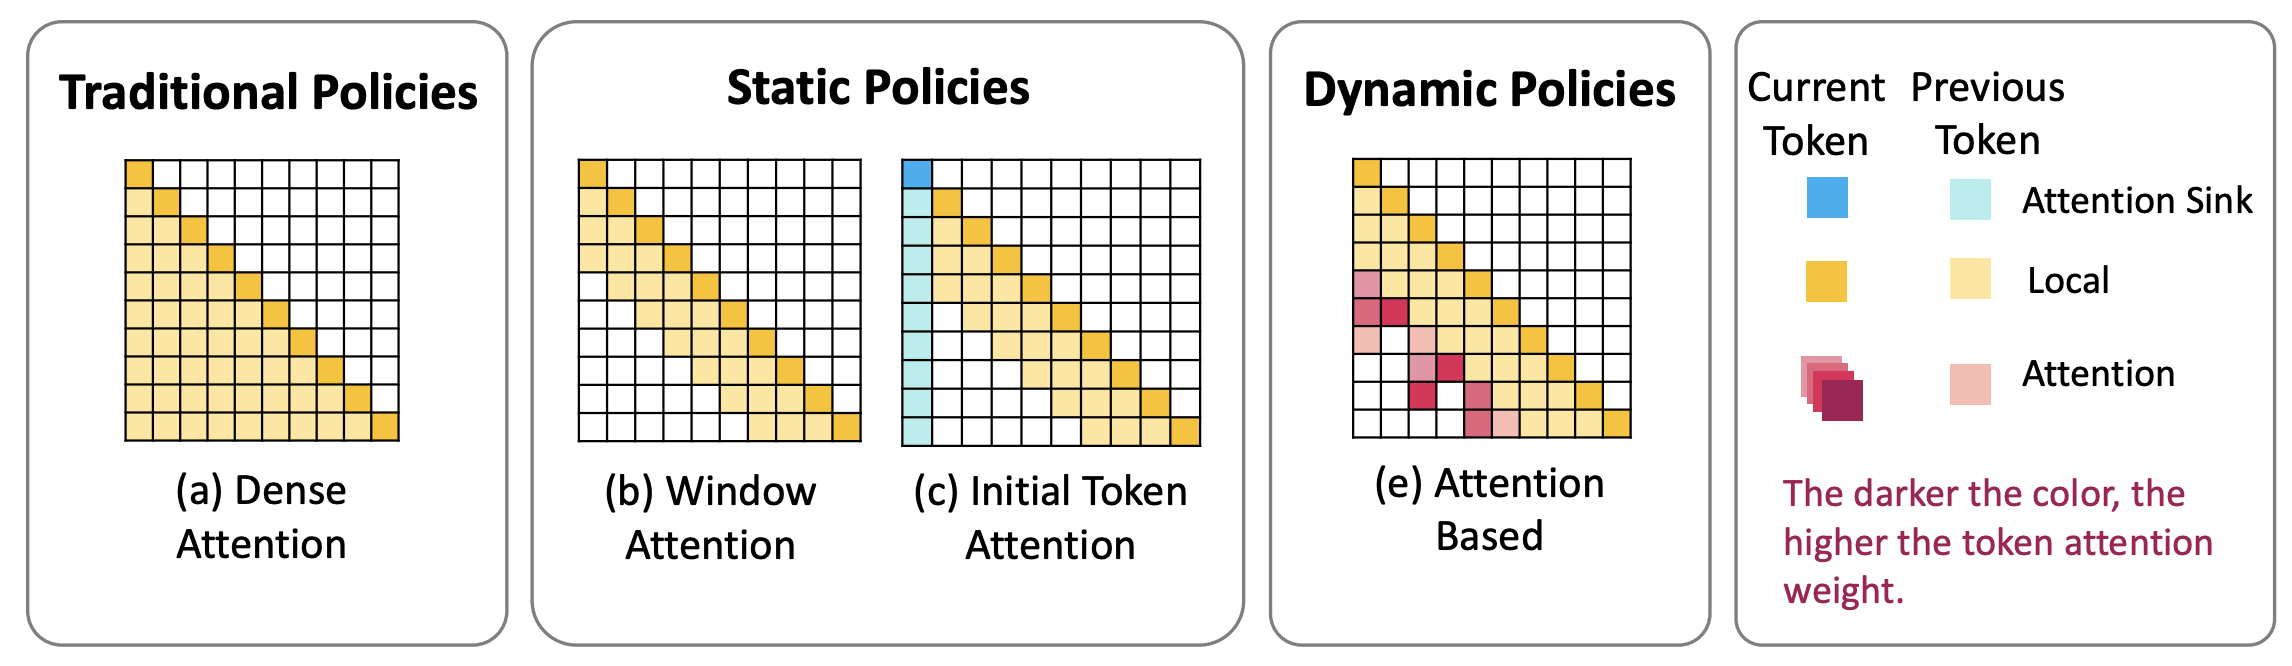 Traditional Policies
(a) Dense
Attention
Static Policies
(b) Window
Attention
(c) Initial Token
Attention
Dynamic Policies
(e) Attention
Based
Current
Token
Previous
Token
Attention Sink
Local
Attention
The darker the color, the
higher the token attention
weight.